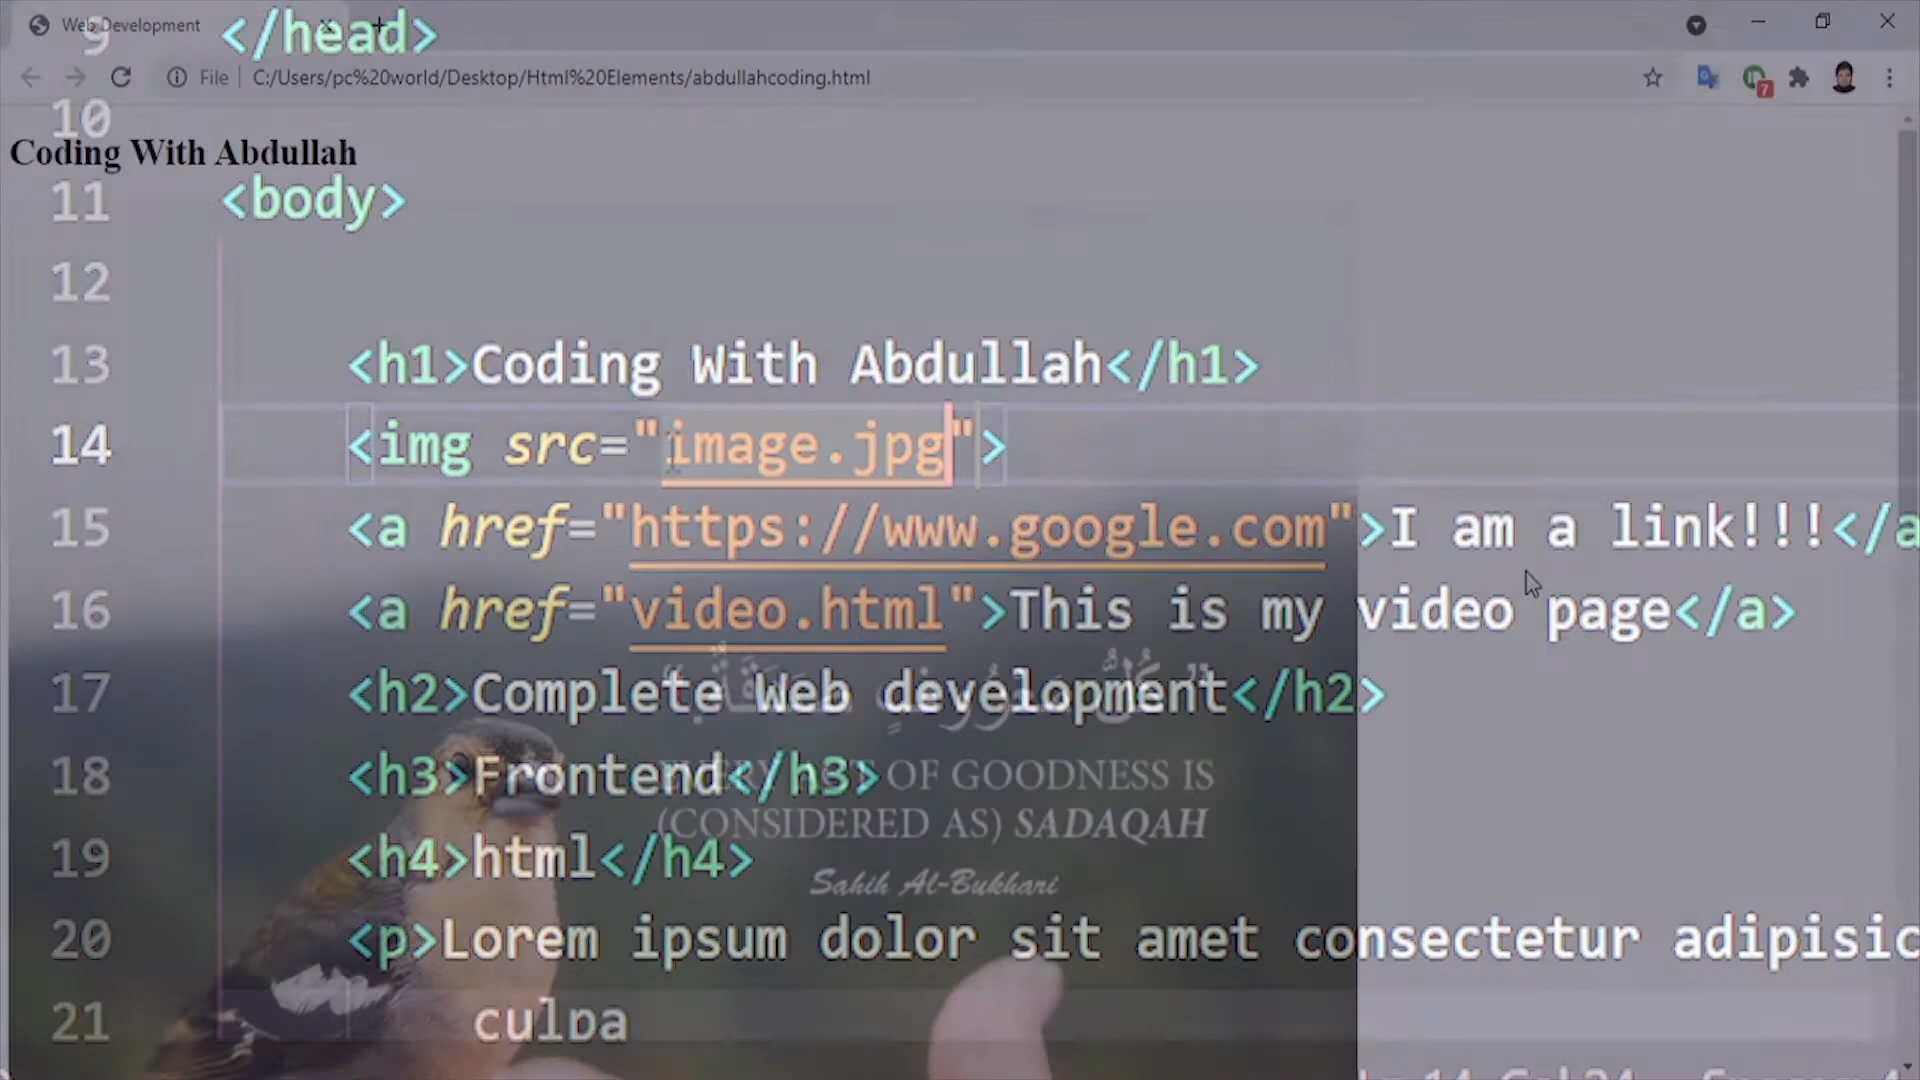 Web Development
9 </head>
File C:/Users/pc%20world/Desktop/Html%20Elements/abdullahcoding.html
7
10
Coding With Abdullah
11 <body>
12
13 <h1>Coding With Abdullah</h1>
14 <img src="image.jpg">
15 <a href="https://www.google.com">I am a link!!!</a
16 <a href="video.html">This is my video page</a>
17 <h2>Complete Web development</h2>
18 <h3>Frontend</h3>
OF GOODNESS IS
(CONSIDERED AS) SADAQAH
19 <h4>html</h4>
Sahih Al-Bukhari
20 <p>Lorem ipsum dolor sit amet consectetur adipisic
21 culpa